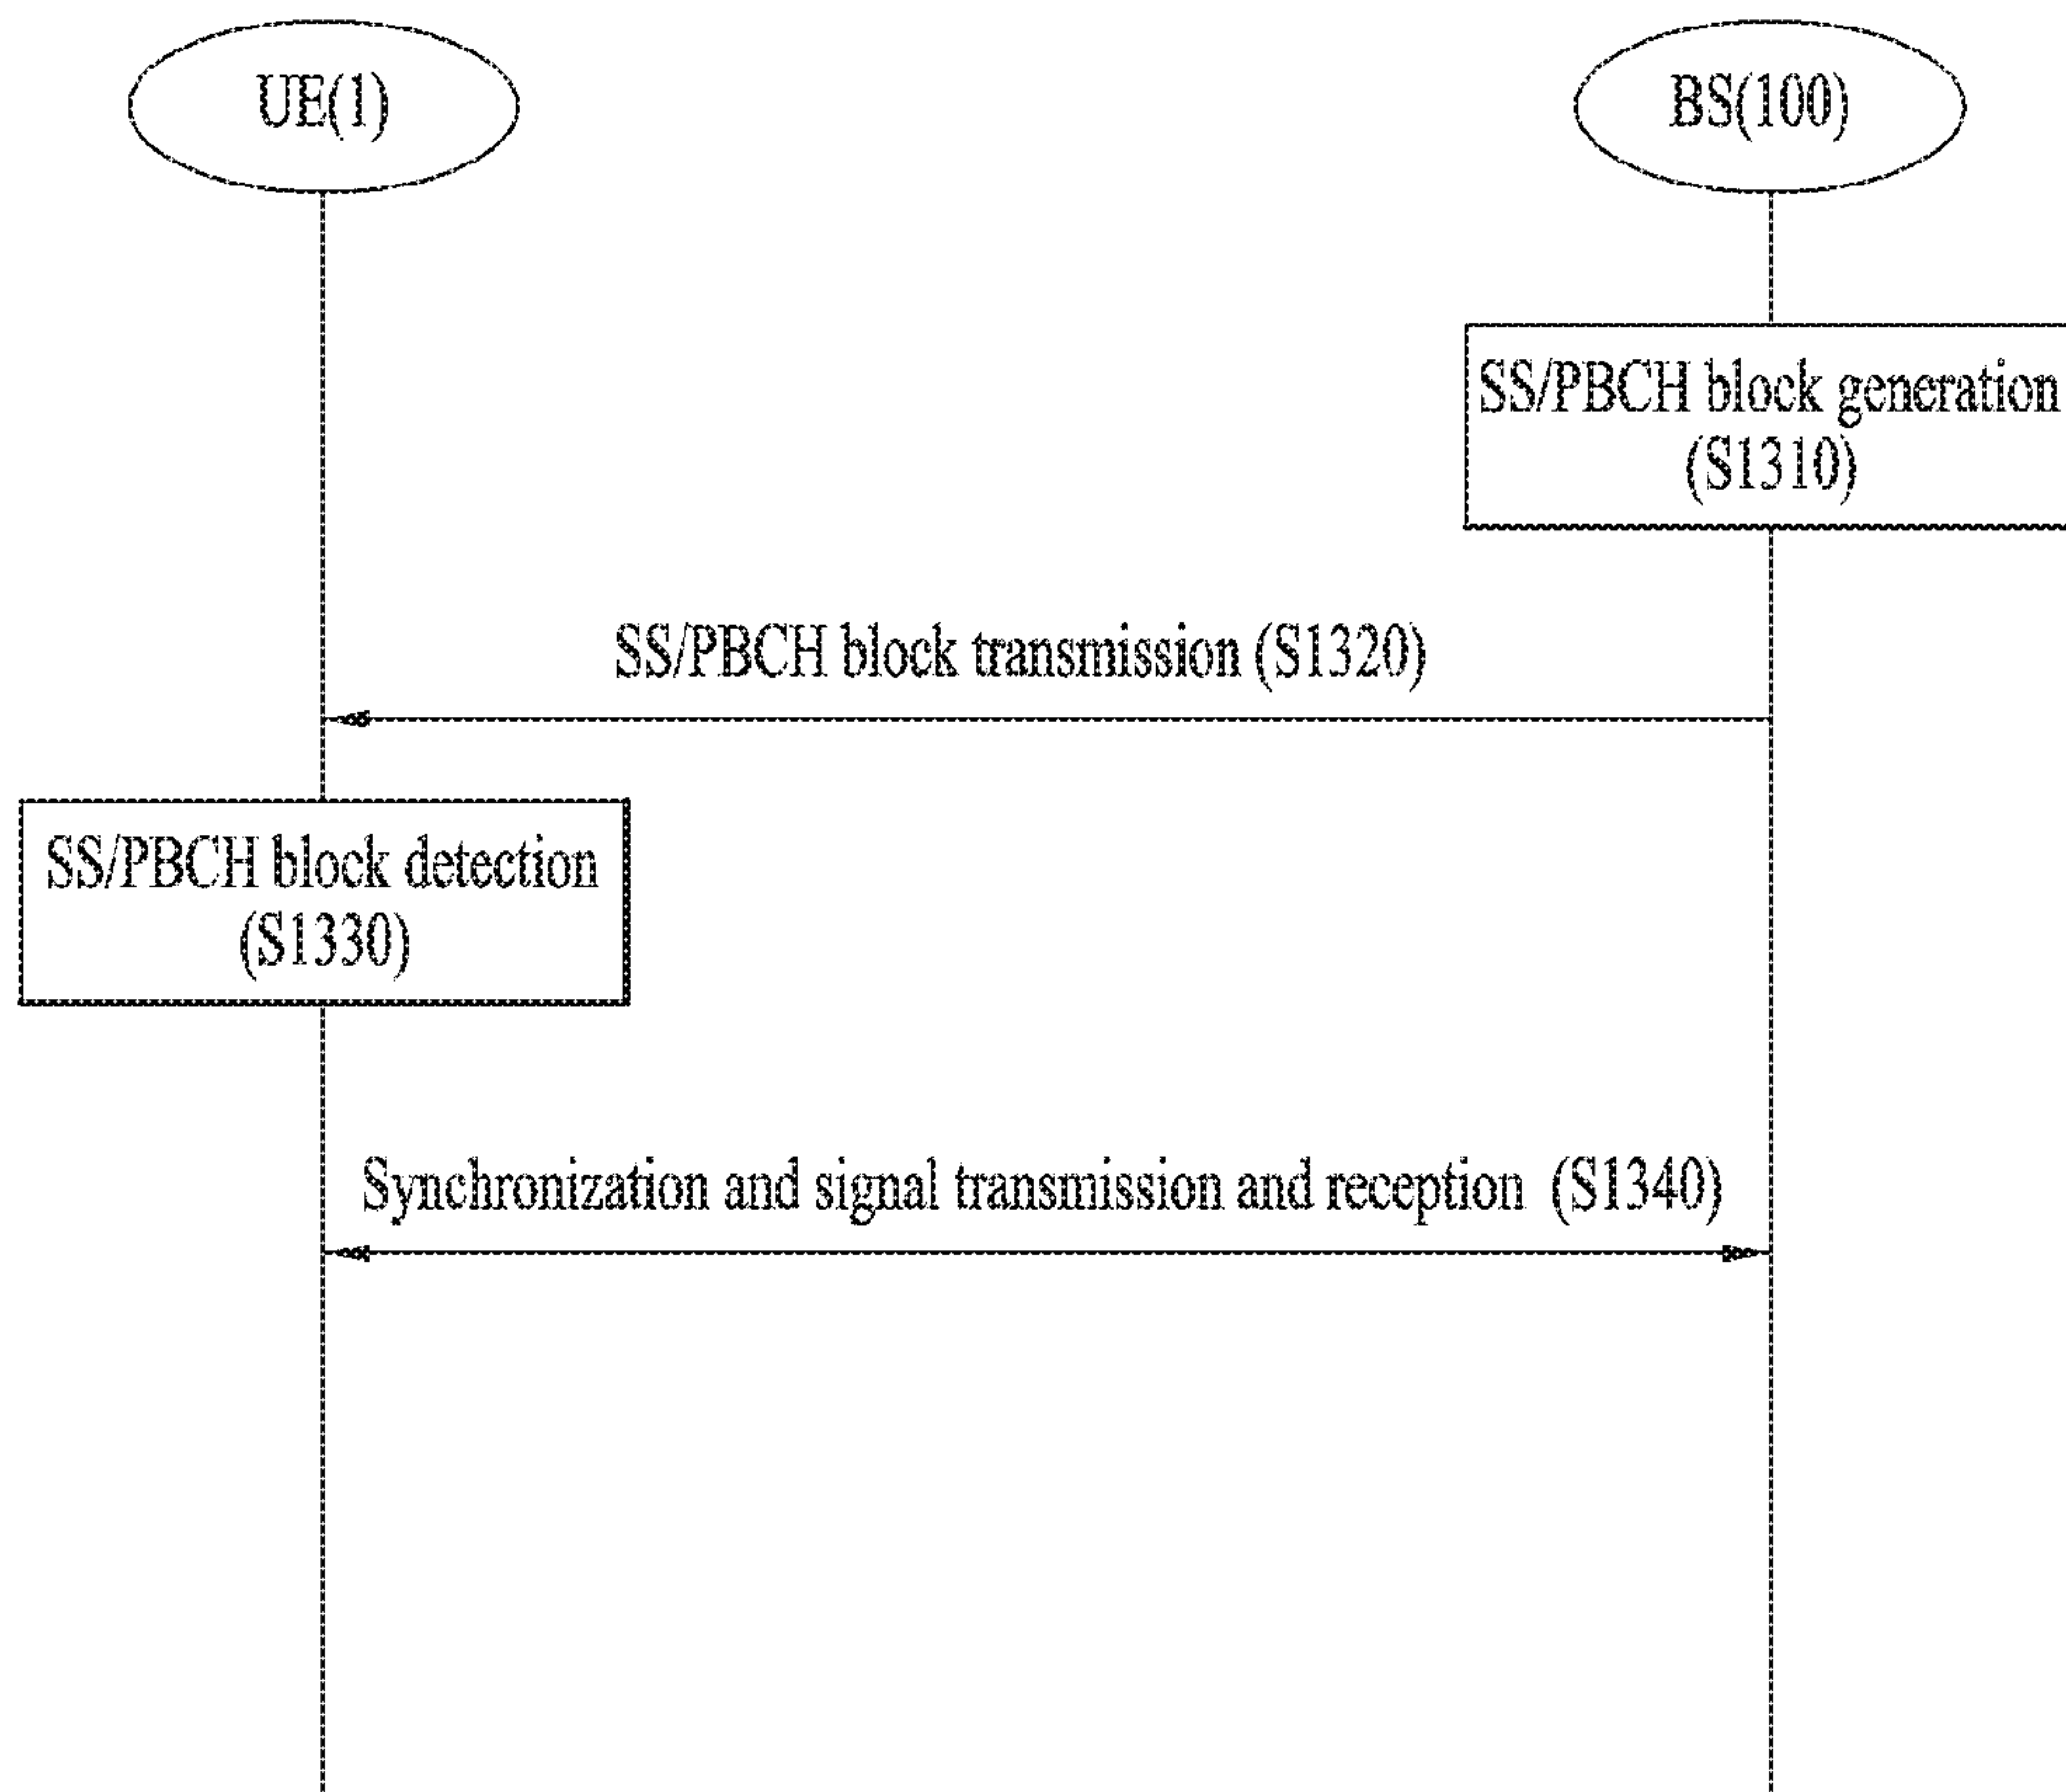 UE(1)
BS(100)
SS/PBCH block generation
(S1310)
SS/PBCH block transmission (S1320)
SS/PBCH block detection
(S1330)
Synchronization and signal transmission and reception (S1340)